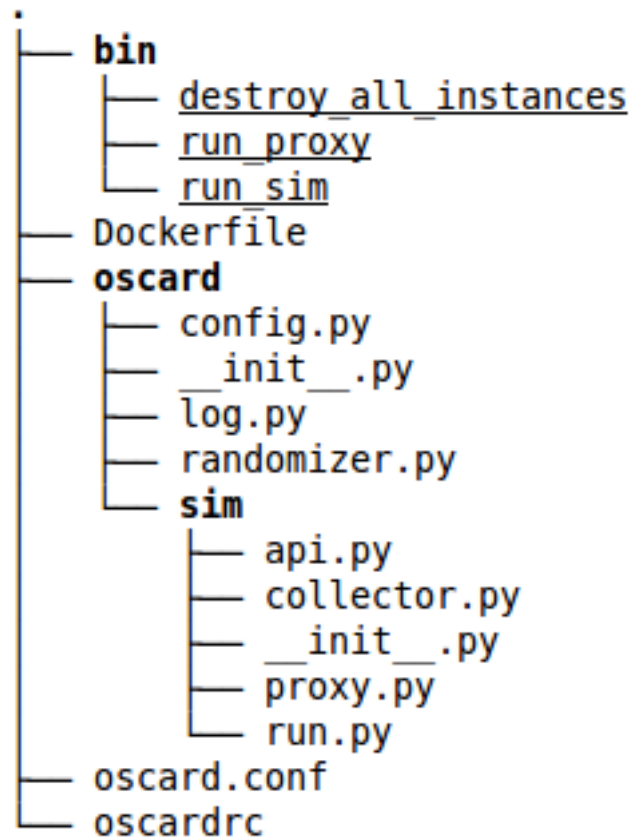 .
├── bin
│   ├── destroy_all_instances
│   ├── run_proxy
│   └── run_sim
├── Dockerfile
├── oscard
│   ├── config.py
│   ├── __init__.py
│   ├── log.py
│   ├── randomizer.py
│   └── sim
│       ├── api.py
│       ├── collector.py
│       ├── __init__.py
│       ├── proxy.py
│       └── run.py
├── oscard.conf
└── oscardrc